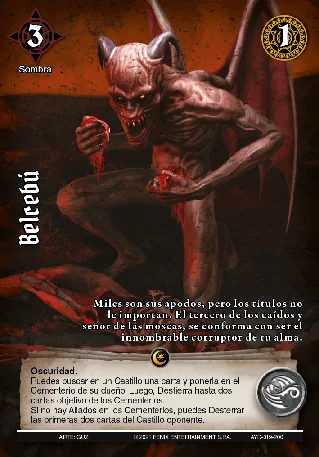 3
1
Sombra
Belcebú
Miles son sus apodos, pero los títulos no
le importan. El tercero de los caídos y
señor de las moscas, se conforma con ser el
innombrable corruptor de tu alma.
Oscuridad.
Puedes buscar en un Castillo una carta y ponerla en el
Cementerio de su dueño. Luego, Destierra hasta dos
cartas objetivo de los Cementerios.
Si no hay Aliados en los Cementerios, puedes Desterrar
las primeras dos cartas del Castillo oponente.
ENTERTAINMENT S.P.A.